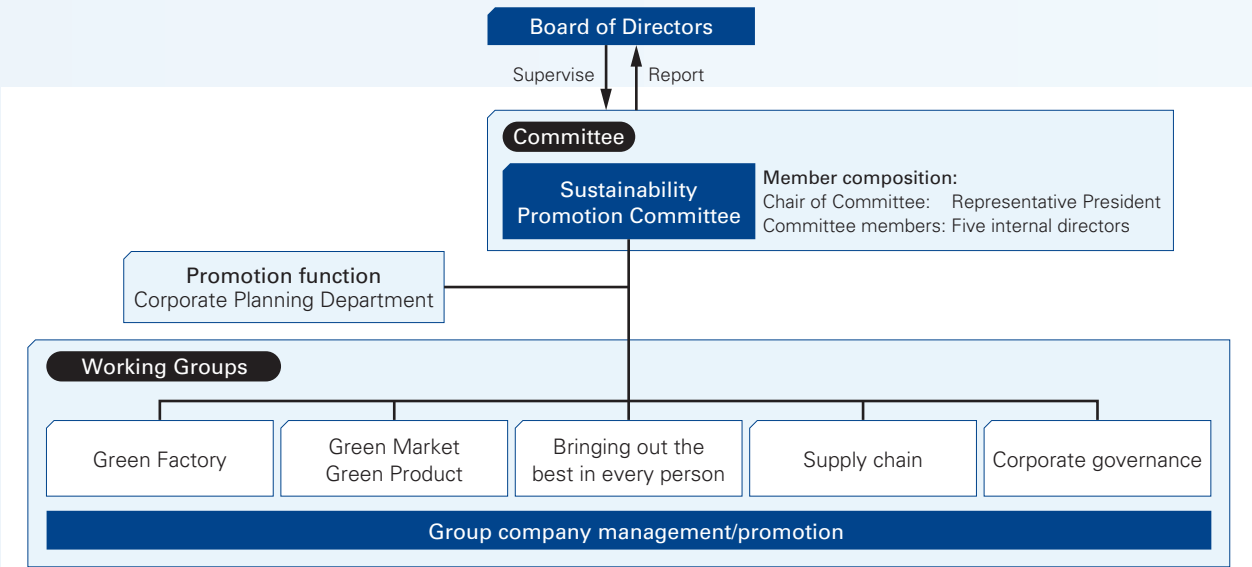 Board of Directors
Supervise
Report
Committee
Sustainability
Promotion Committee
Member composition:
Chair of Committee: Representative President
Committee members: Five internal directors
Promotion function
Corporate Planning Department
Working Groups
Green Factory
Green Market
Green Product
Bringing out the
best in every person
Supply chain
Corporate governance
Group company management/promotion